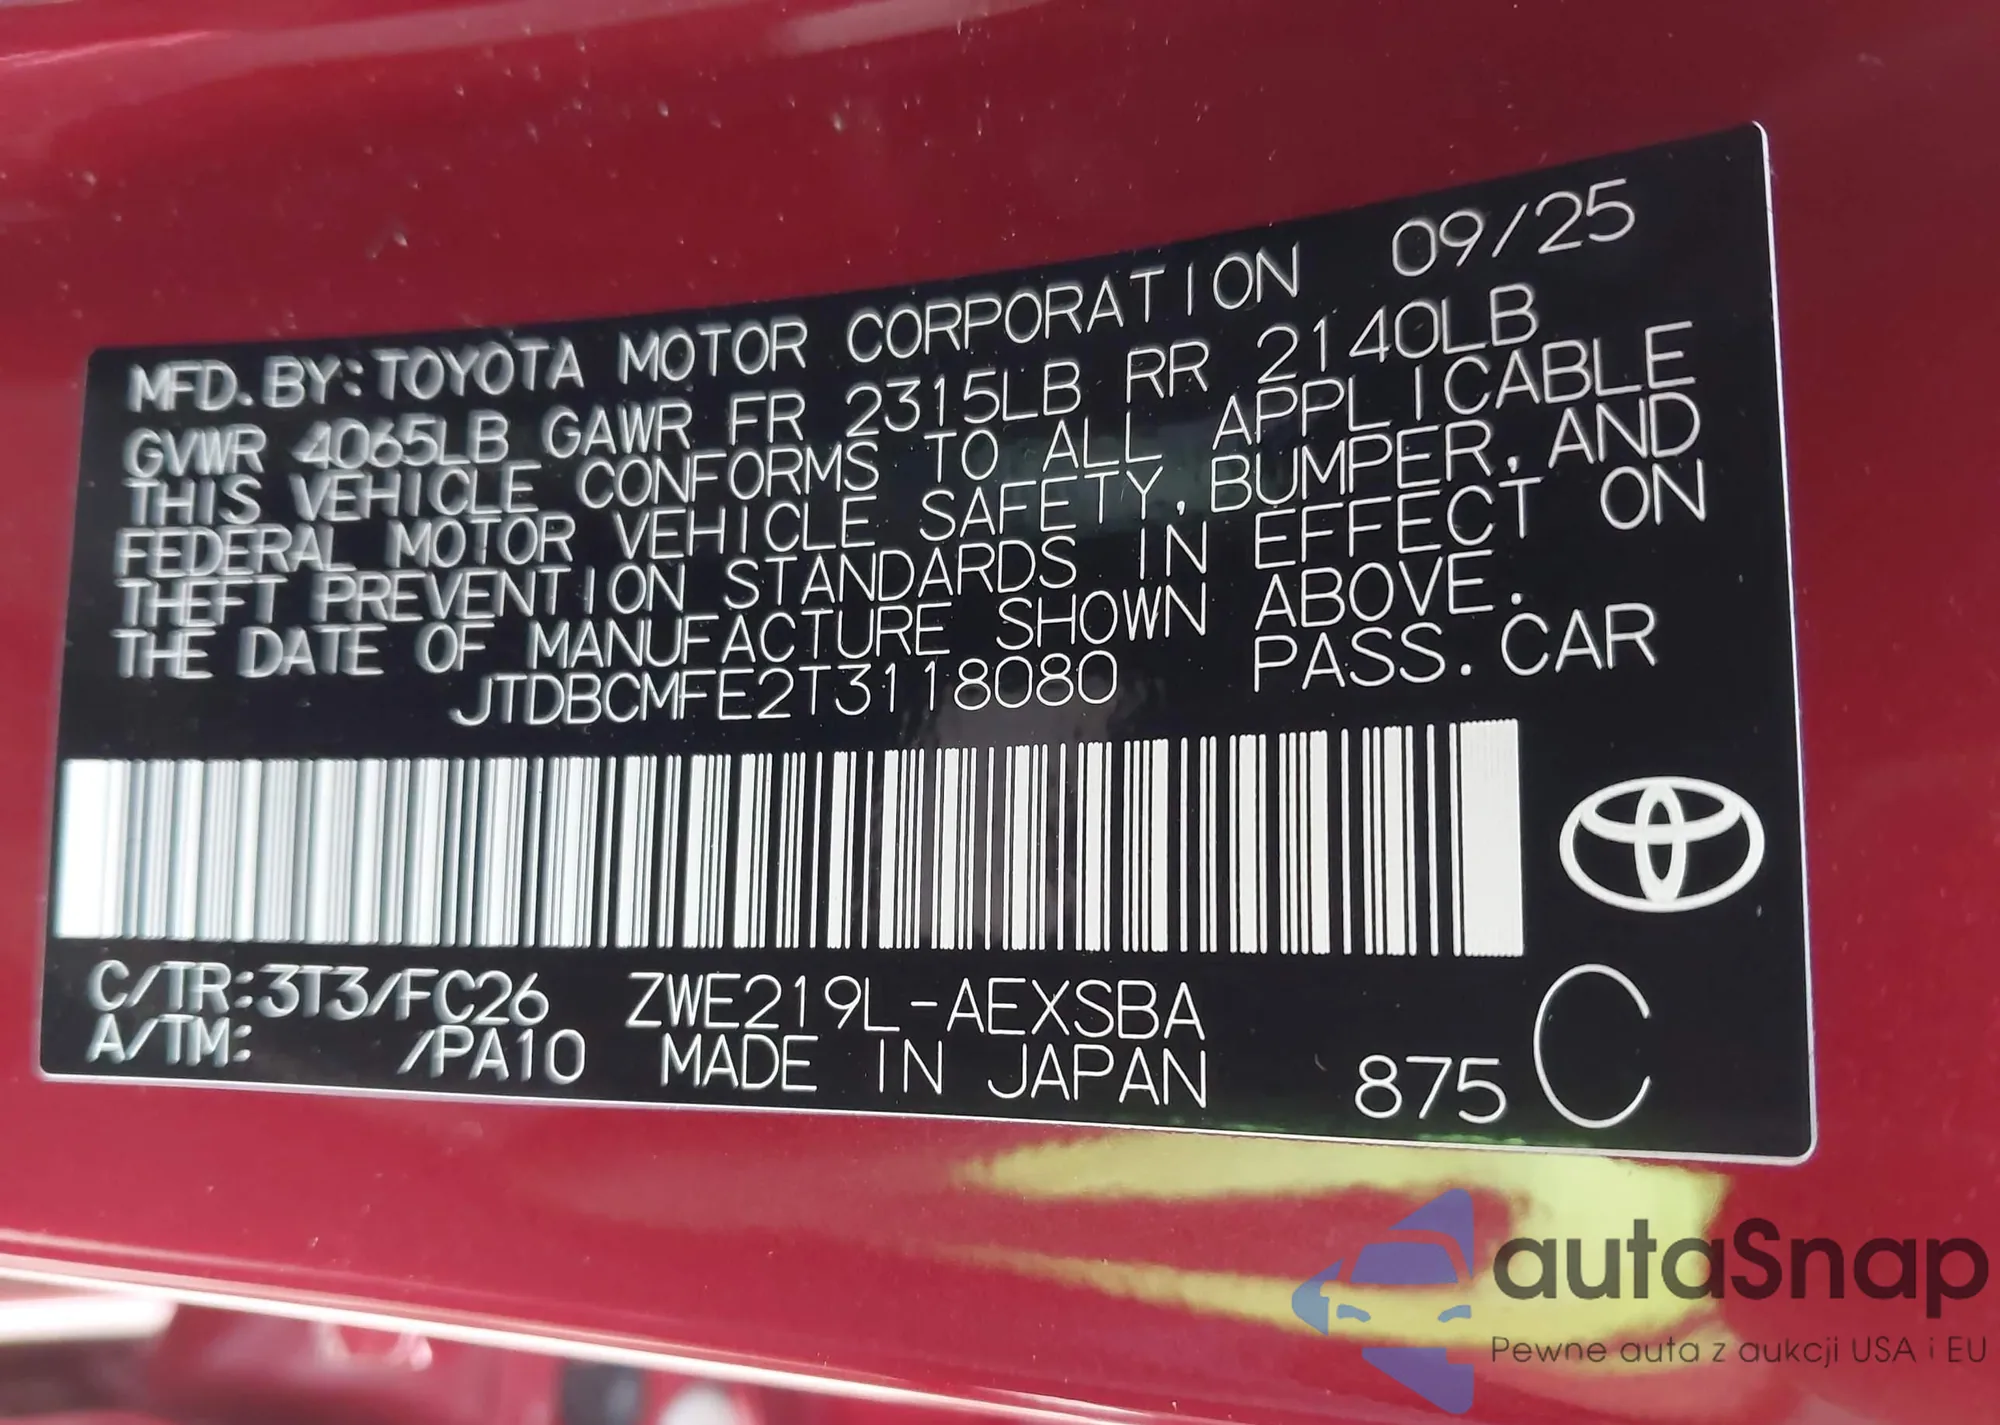 MFD. BY: TOYOTA MOTOR CORPORATION 09/25
GVWR 4065LB GAWR FR 2315LB RR 2140LB
THIS VEHICLE CONFORMS TO ALL APPLICABLE
FEDERAL MOTOR VEHICLE SAFETY, BUMPER, AND
THEFT PREVENTION STANDARDS IN EFFECT ON
THE DATE OF MANUFACTURE SHOWN ABOVE.
JTDBCMFE2T3118080 PASS. CAR
C/TR:3T3/FC26 ZWE219L-AEXSBA
A/TM: /PA10 MADE IN JAPAN 875 C
autaSnap
Pewne auta z aukcji USA i EU